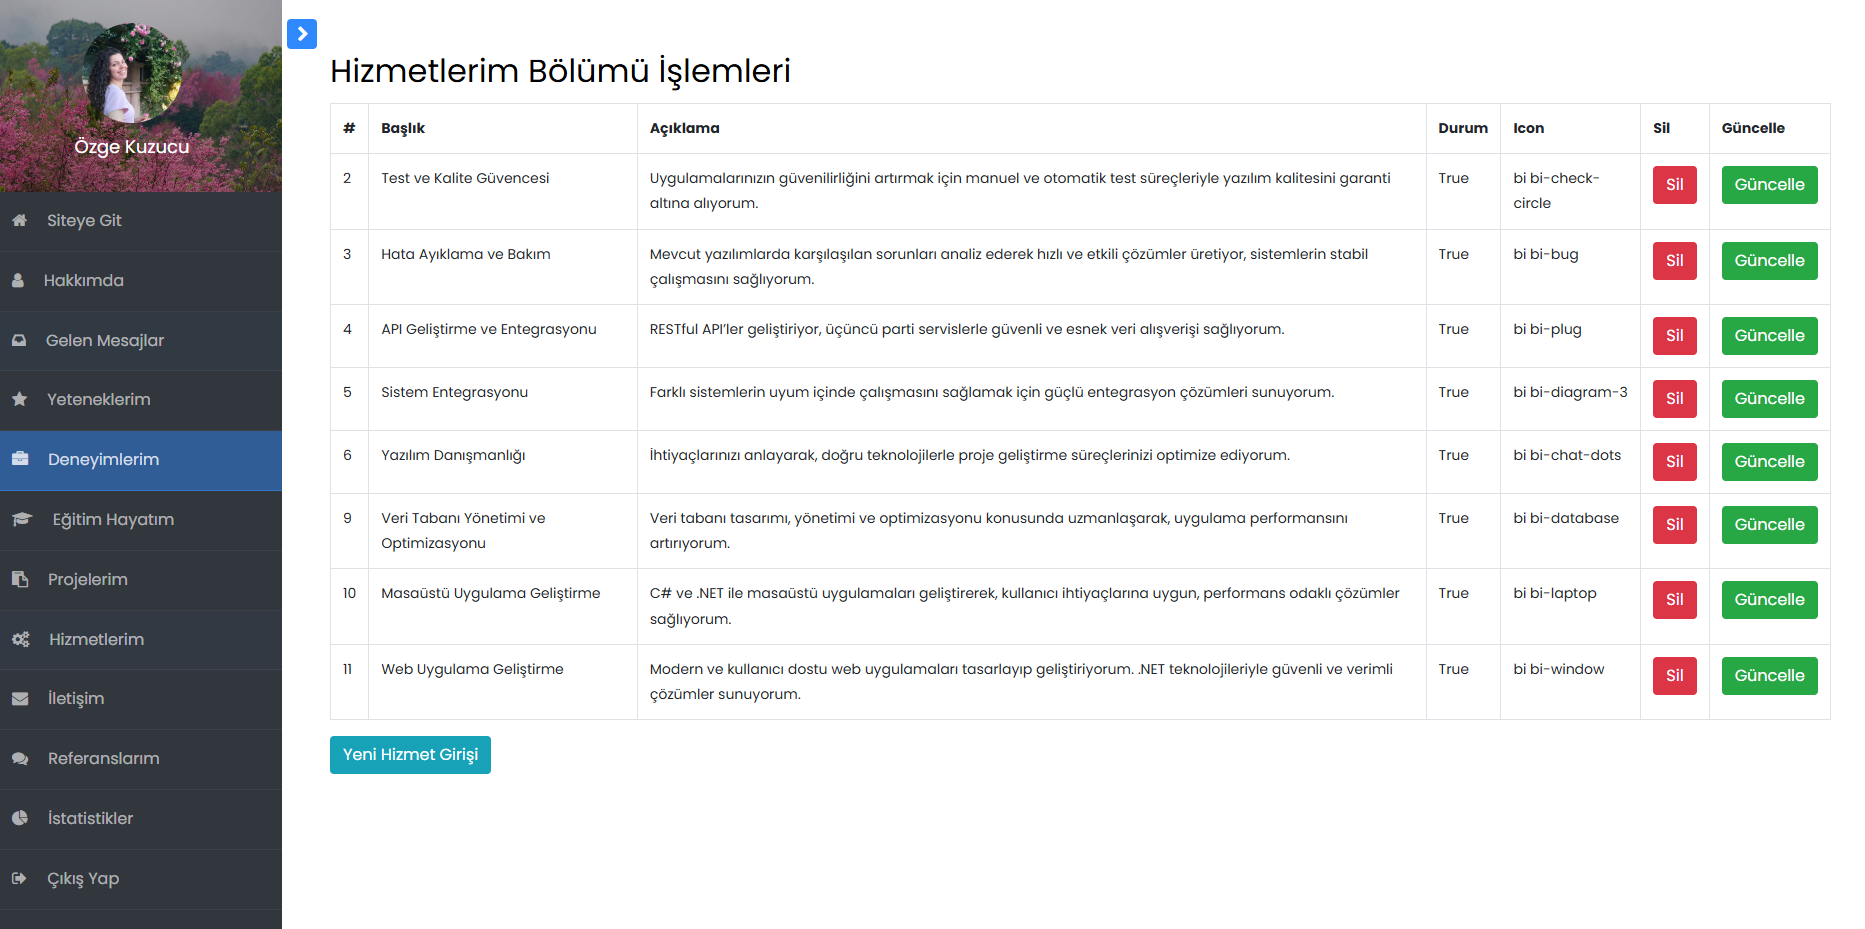 Özge Kuzucu
Siteye Git
Hakkımda
Gelen Mesajlar
Yeteneklerim
Deneyimlerim
Eğitim Hayatım
Projelerim
Hizmetlerim
İletişim
Referanslarım
İstatistikler
Çıkış Yap
Hizmetlerim Bölümü İşlemleri
# Başlık Açıklama Durum Icon Sil Güncelle
2 Test ve Kalite Güvencesi Uygulamalarınızın güvenilirliğini artırmak için manuel ve otomatik test süreçleriyle yazılım kalitesini garanti True bi bi-check- Sil Güncelle
altına alıyorum. circle
3 Hata Ayıklama ve Bakım Mevcut yazılımlarda karşılaşılan sorunları analiz ederek hızlı ve etkili çözümler üretiyor, sistemlerin stabil True bi bi-bug Sil Güncelle
çalışmasını sağlıyorum.
4 API Geliştirme ve Entegrasyonu RESTful API'ler geliştiriyor, üçüncü parti servislerle güvenli ve esnek veri alışverişi sağlıyorum. True bi bi-plug Sil Güncelle
5 Sistem Entegrasyonu Farklı sistemlerin uyum içinde çalışmasını sağlamak için güçlü entegrasyon çözümleri sunuyorum. True bi bi-diagram-3 Sil Güncelle
6 Yazılım Danışmanlığı İhtiyaçlarınızı anlayarak, doğru teknolojilerle proje geliştirme süreçlerinizi optimize ediyorum. True bi bi-chat-dots Sil Güncelle
9 Veri Tabanı Yönetimi ve Veri tabanı tasarımı, yönetimi ve optimizasyonu konusunda uzmanlaşarak, uygulama performansını True bi bi-database Sil Güncelle
Optimizasyonu artırıyorum.
10 Masaüstü Uygulama Geliştirme C# ve .NET ile masaüstü uygulamaları geliştirerek, kullanıcı ihtiyaçlarına uygun, performans odaklı çözümler True bi bi-laptop Sil Güncelle
sağlıyorum.
11 Web Uygulama Geliştirme Modern ve kullanıcı dostu web uygulamaları tasarlayıp geliştiriyorum. .NET teknolojileriyle güvenli ve verimli True bi bi-window Sil Güncelle
çözümler sunuyorum.
Yeni Hizmet Girişi